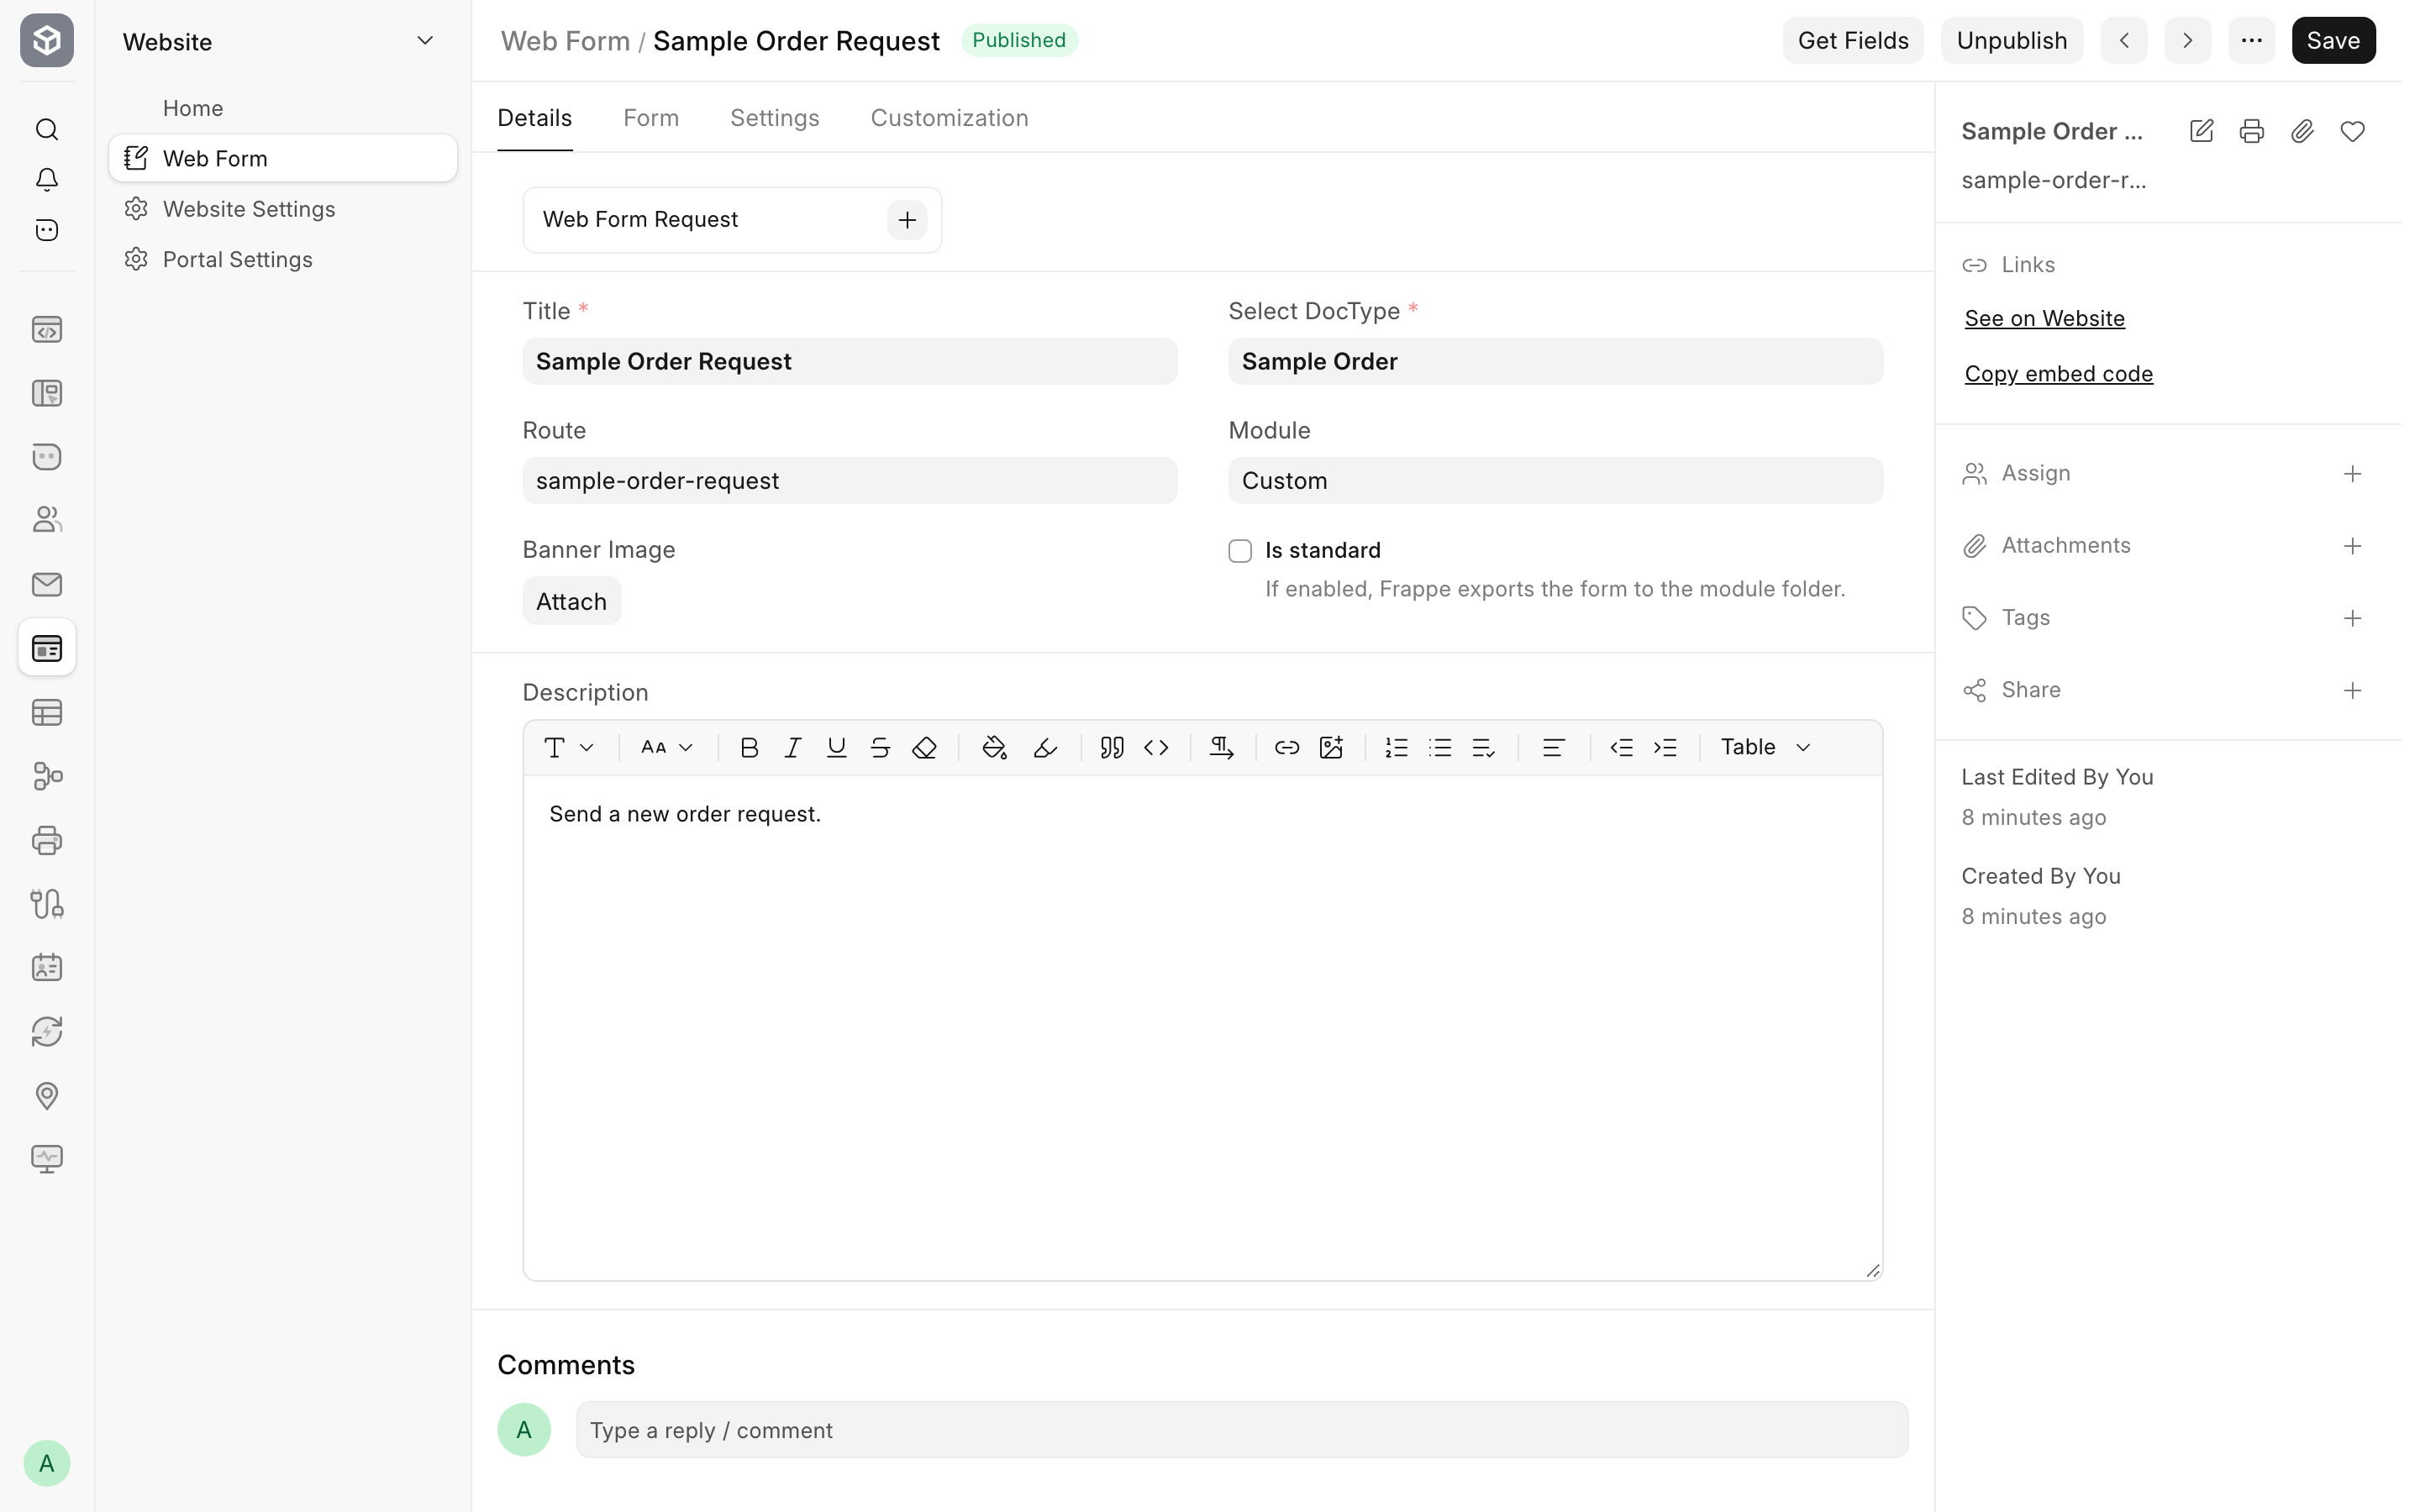 Website
Home
Web Form
Website Settings
Portal Settings
Web Form / Sample Order Request Published
Get Fields Unpublish Save
Details Form Settings Customization
Web Form Request
Title *
Sample Order Request
Select DocType *
Sample Order
Route
sample-order-request
Module
Custom
Banner Image
Attach
Is standard
If enabled, Frappe exports the form to the module folder.
Description
Table
Send a new order request.
Comments
A
Type a reply / comment
A
Sample Order ...
sample-order-r...
Links
See on Website
Copy embed code
Assign
Attachments
Tags
Share
Last Edited By You
8 minutes ago
Created By You
8 minutes ago